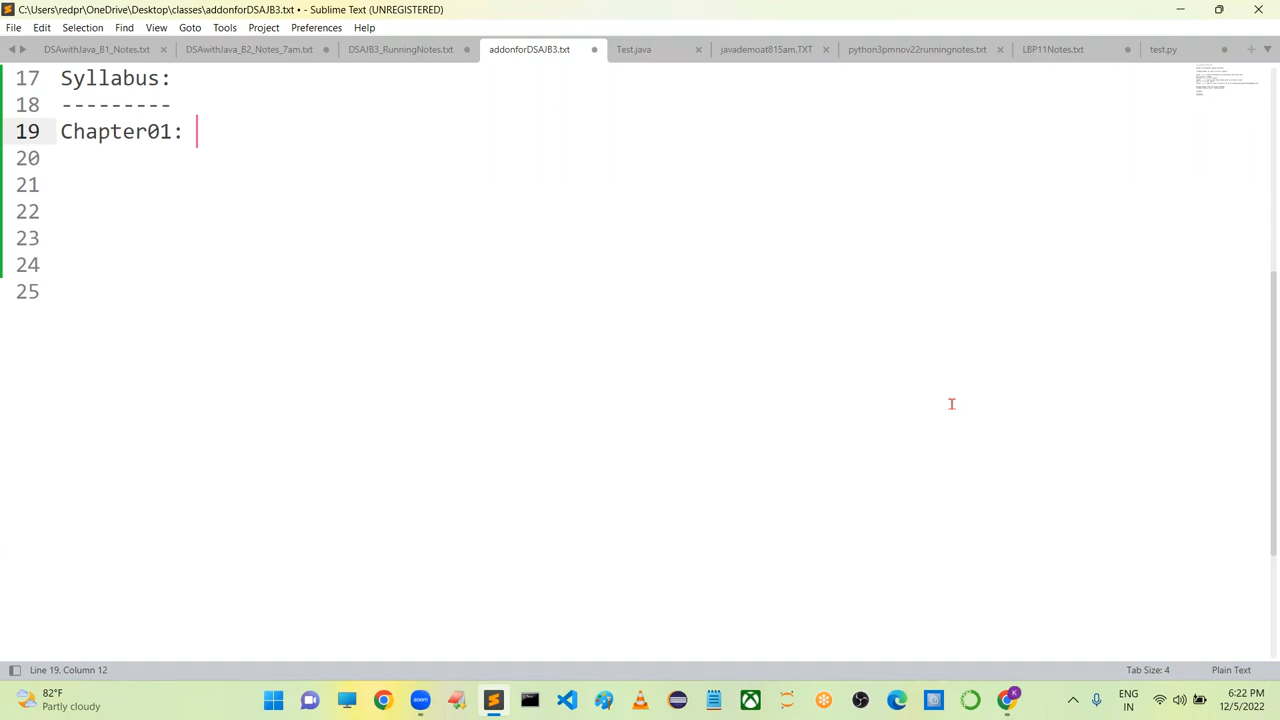 C:\Users\redpr\OneDrive\Desktop\classes\addonforDSAJB3.txt • - Sublime Text (UNREGISTERED)
File Edit Selection Find View Goto Tools Project Preferences Help
DSAwithJava_B1_Notes.txt DSAwithJava_B2_Notes_7am.txt DSAJB3_RunningNotes.txt addonforDSAJB3.txt Test.java javademoat815am.TXT python3pmnov22runningnotes.txt LBP11Notes.txt test.py
17 Syllabus:
18 ---------
19 Chapter01:
20
21
22
23
24
25
Line 19, Column 12 Tab Size: 4 Plain Text
82°F
Partly cloudy
zoom
K
ENG
IN
6:22 PM
12/5/2022